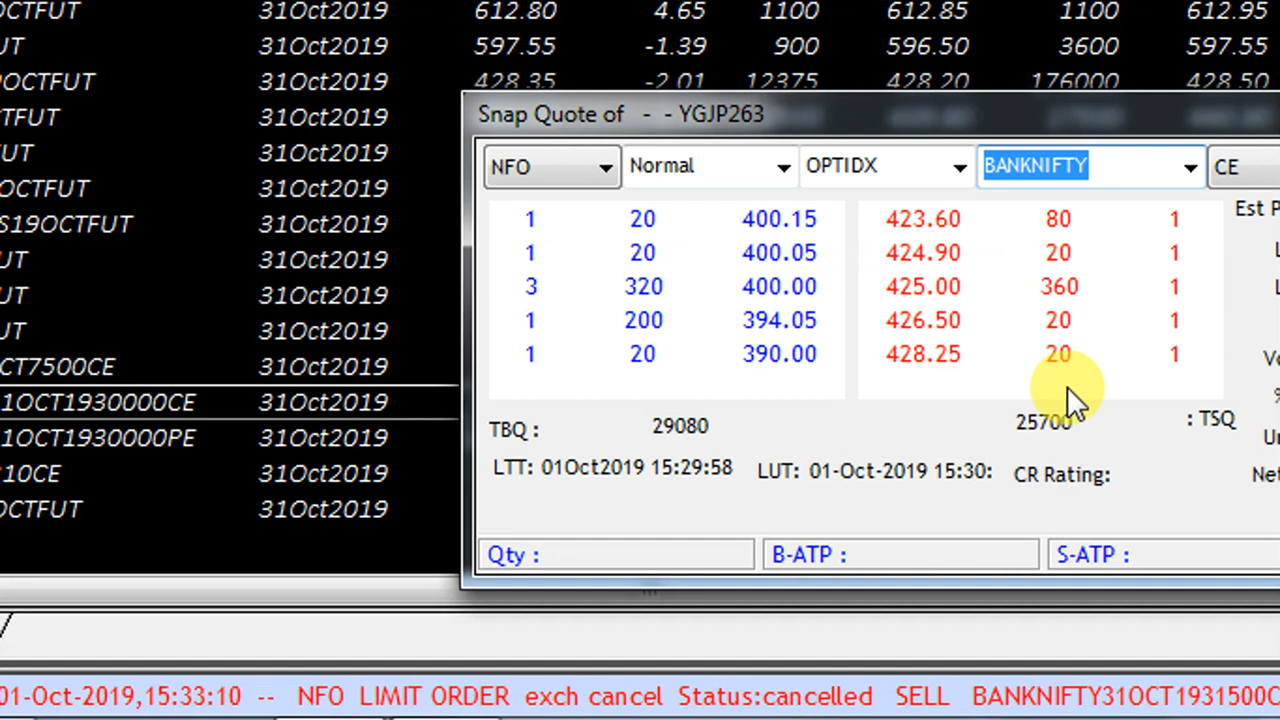 OCTFUT 31Oct2019 612.80 4.65 1100 612.85 1100 612.95
UT 31Oct2019 597.55 -1.39 900 596.50 3600 597.55
9OCTFUT 31Oct2019 428.35 -2.01 12375 428.20 176000 428.50
CTFUT 31Oct2019
UT 31Oct2019
OCTFUT 31Oct2019
S19OCTFUT 31Oct2019
UT 31Oct2019
UT 31Oct2019
UT 31Oct2019
CT7500CE 31Oct2019
1OCT1930000CE 31Oct2019
1OCT1930000PE 31Oct2019
10CE 31Oct2019
OCTFUT 31Oct2019
Snap Quote of - - YGJP263
NFO Normal OPTIDX BANKNIFTY CE
1 20 400.15 423.60 80 1 Est P
1 20 400.05 424.90 20 1 L
3 320 400.00 425.00 360 1 L
1 200 394.05 426.50 20 1
1 20 390.00 428.25 20 1
TBQ : 29080 25700 : TSQ
LTT: 01Oct2019 15:29:58 LUT: 01-Oct-2019 15:30: CR Rating: Net
Qty : B-ATP : S-ATP :
/
01-Oct-2019,15:33:10 -- NFO LIMIT ORDER exch cancel Status:cancelled SELL BANKNIFTY31OCT1931500C